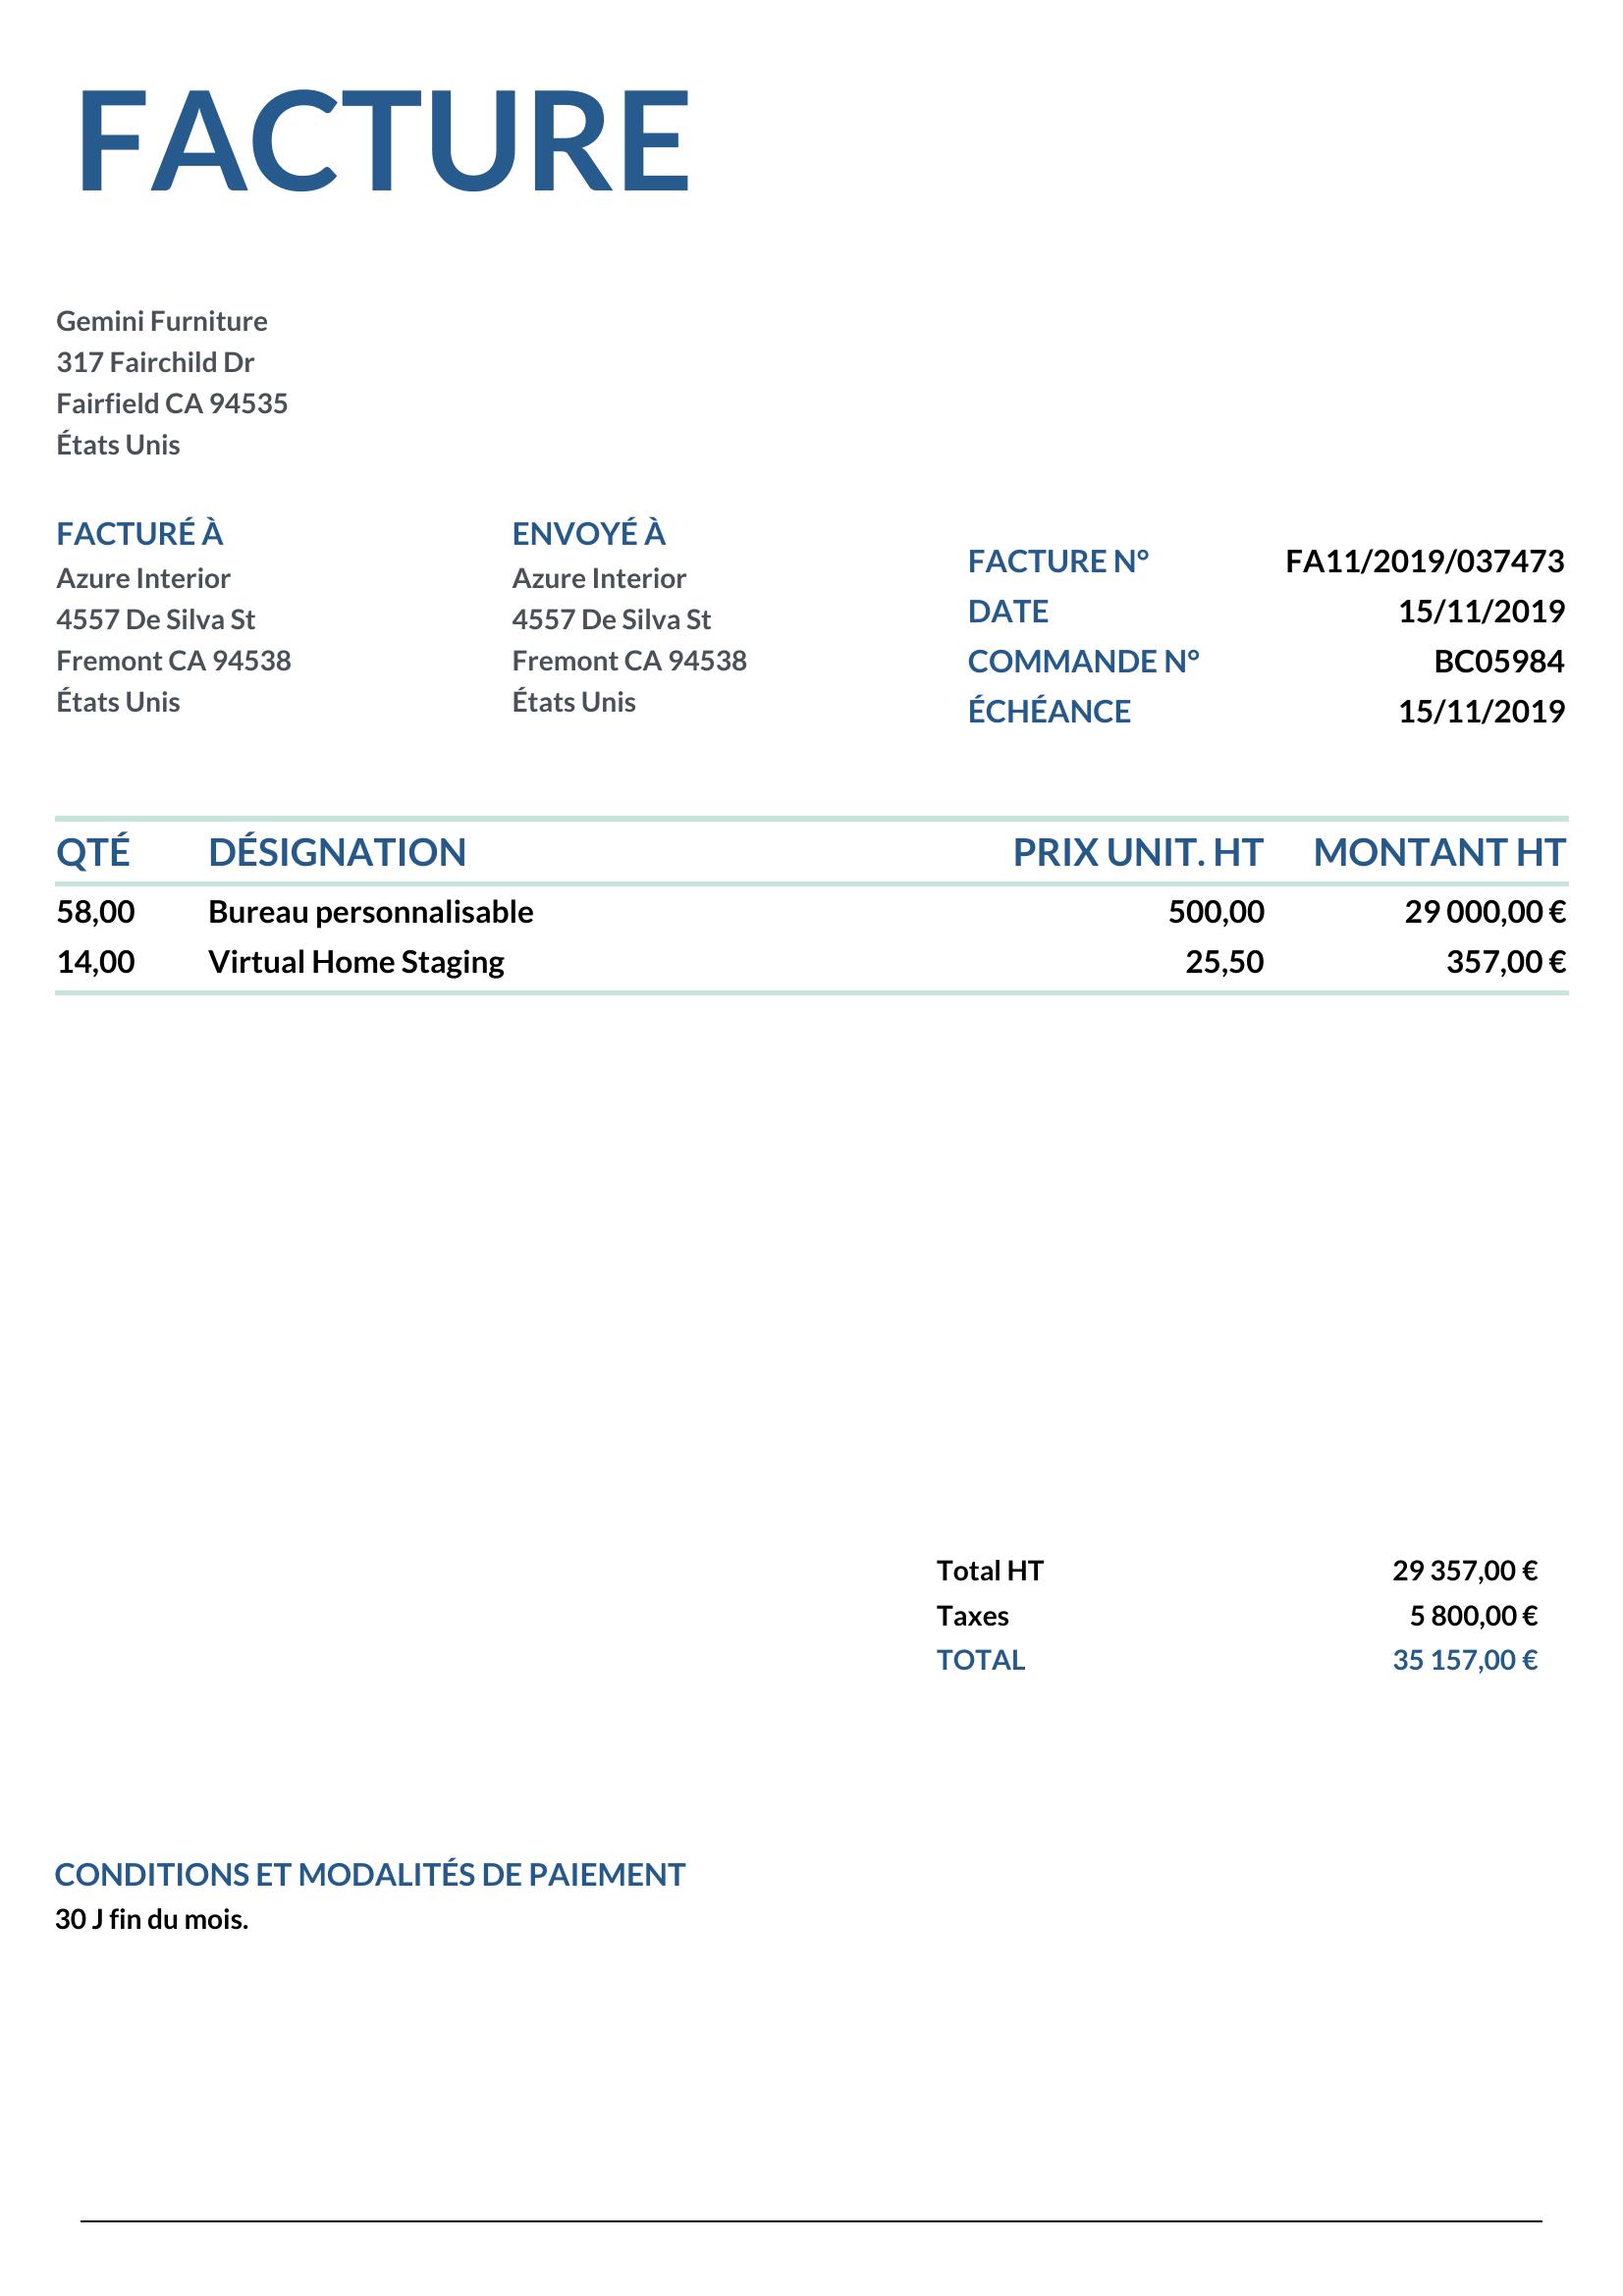 FACTURE
Gemini Furniture
317 Fairchild Dr
Fairfield CA 94535
États Unis
FACTURÉ À
Azure Interior
4557 De Silva St
Fremont CA 94538
États Unis
ENVOYÉ À
Azure Interior
4557 De Silva St
Fremont CA 94538
États Unis
FACTURE N° FA11/2019/037473
DATE 15/11/2019
COMMANDE N° BC05984
ÉCHÉANCE 15/11/2019
QTÉ DÉSIGNATION PRIX UNIT. HT MONTANT HT
58,00 Bureau personnalisable 500,00 29 000,00 €
14,00 Virtual Home Staging 25,50 357,00 €
Total HT 29 357,00 €
Taxes 5 800,00 €
TOTAL 35 157,00 €
CONDITIONS ET MODALITÉS DE PAIEMENT
30 J fin du mois.